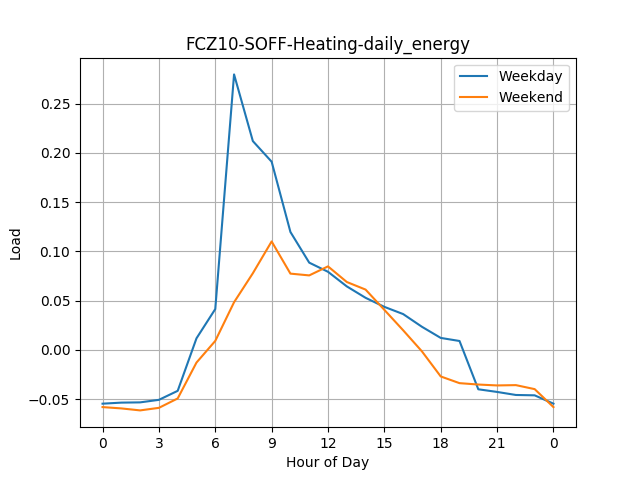 FCZ10-SOFF-Heating-daily_energy
Weekday
Weekend
Load
0.25
0.20
0.15
0.10
0.05
0.00
−0.05
0 3 6 9 12 15 18 21 0
Hour of Day